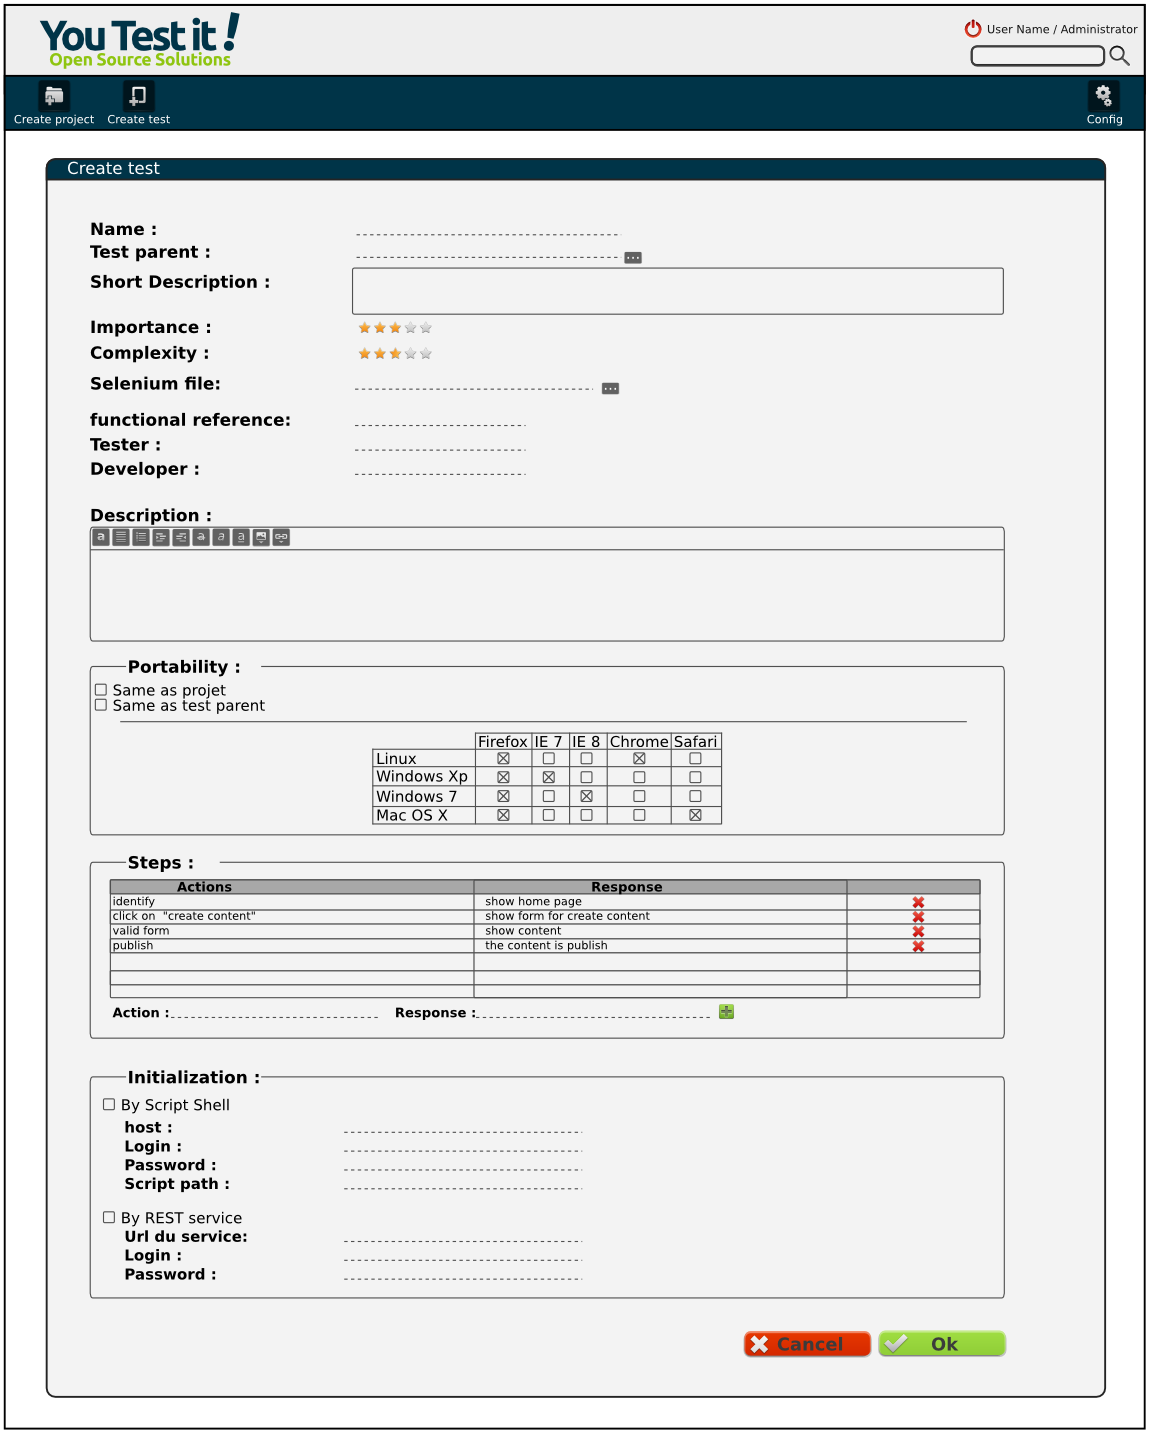 You Test it !
Open Source Solutions
User Name / Administrator
Create project
Create test
Config
Create test
Name :
Test parent :
Short Description :
Importance :
Complexity :
Selenium file:
functional reference:
Tester :
Developer :
Description :
a a a a
Portability :
Same as projet
Same as test parent
Firefox IE 7 IE 8 Chrome Safari
Linux
Windows Xp
Windows 7
Mac OS X
Steps :
Actions Response
identify show home page
click on "create content" show form for create content
valid form show content
publish the content is publish
Action : Response :
Initialization :
By Script Shell
host :
Login :
Password :
Script path :
By REST service
Url du service:
Login :
Password :
Cancel Ok